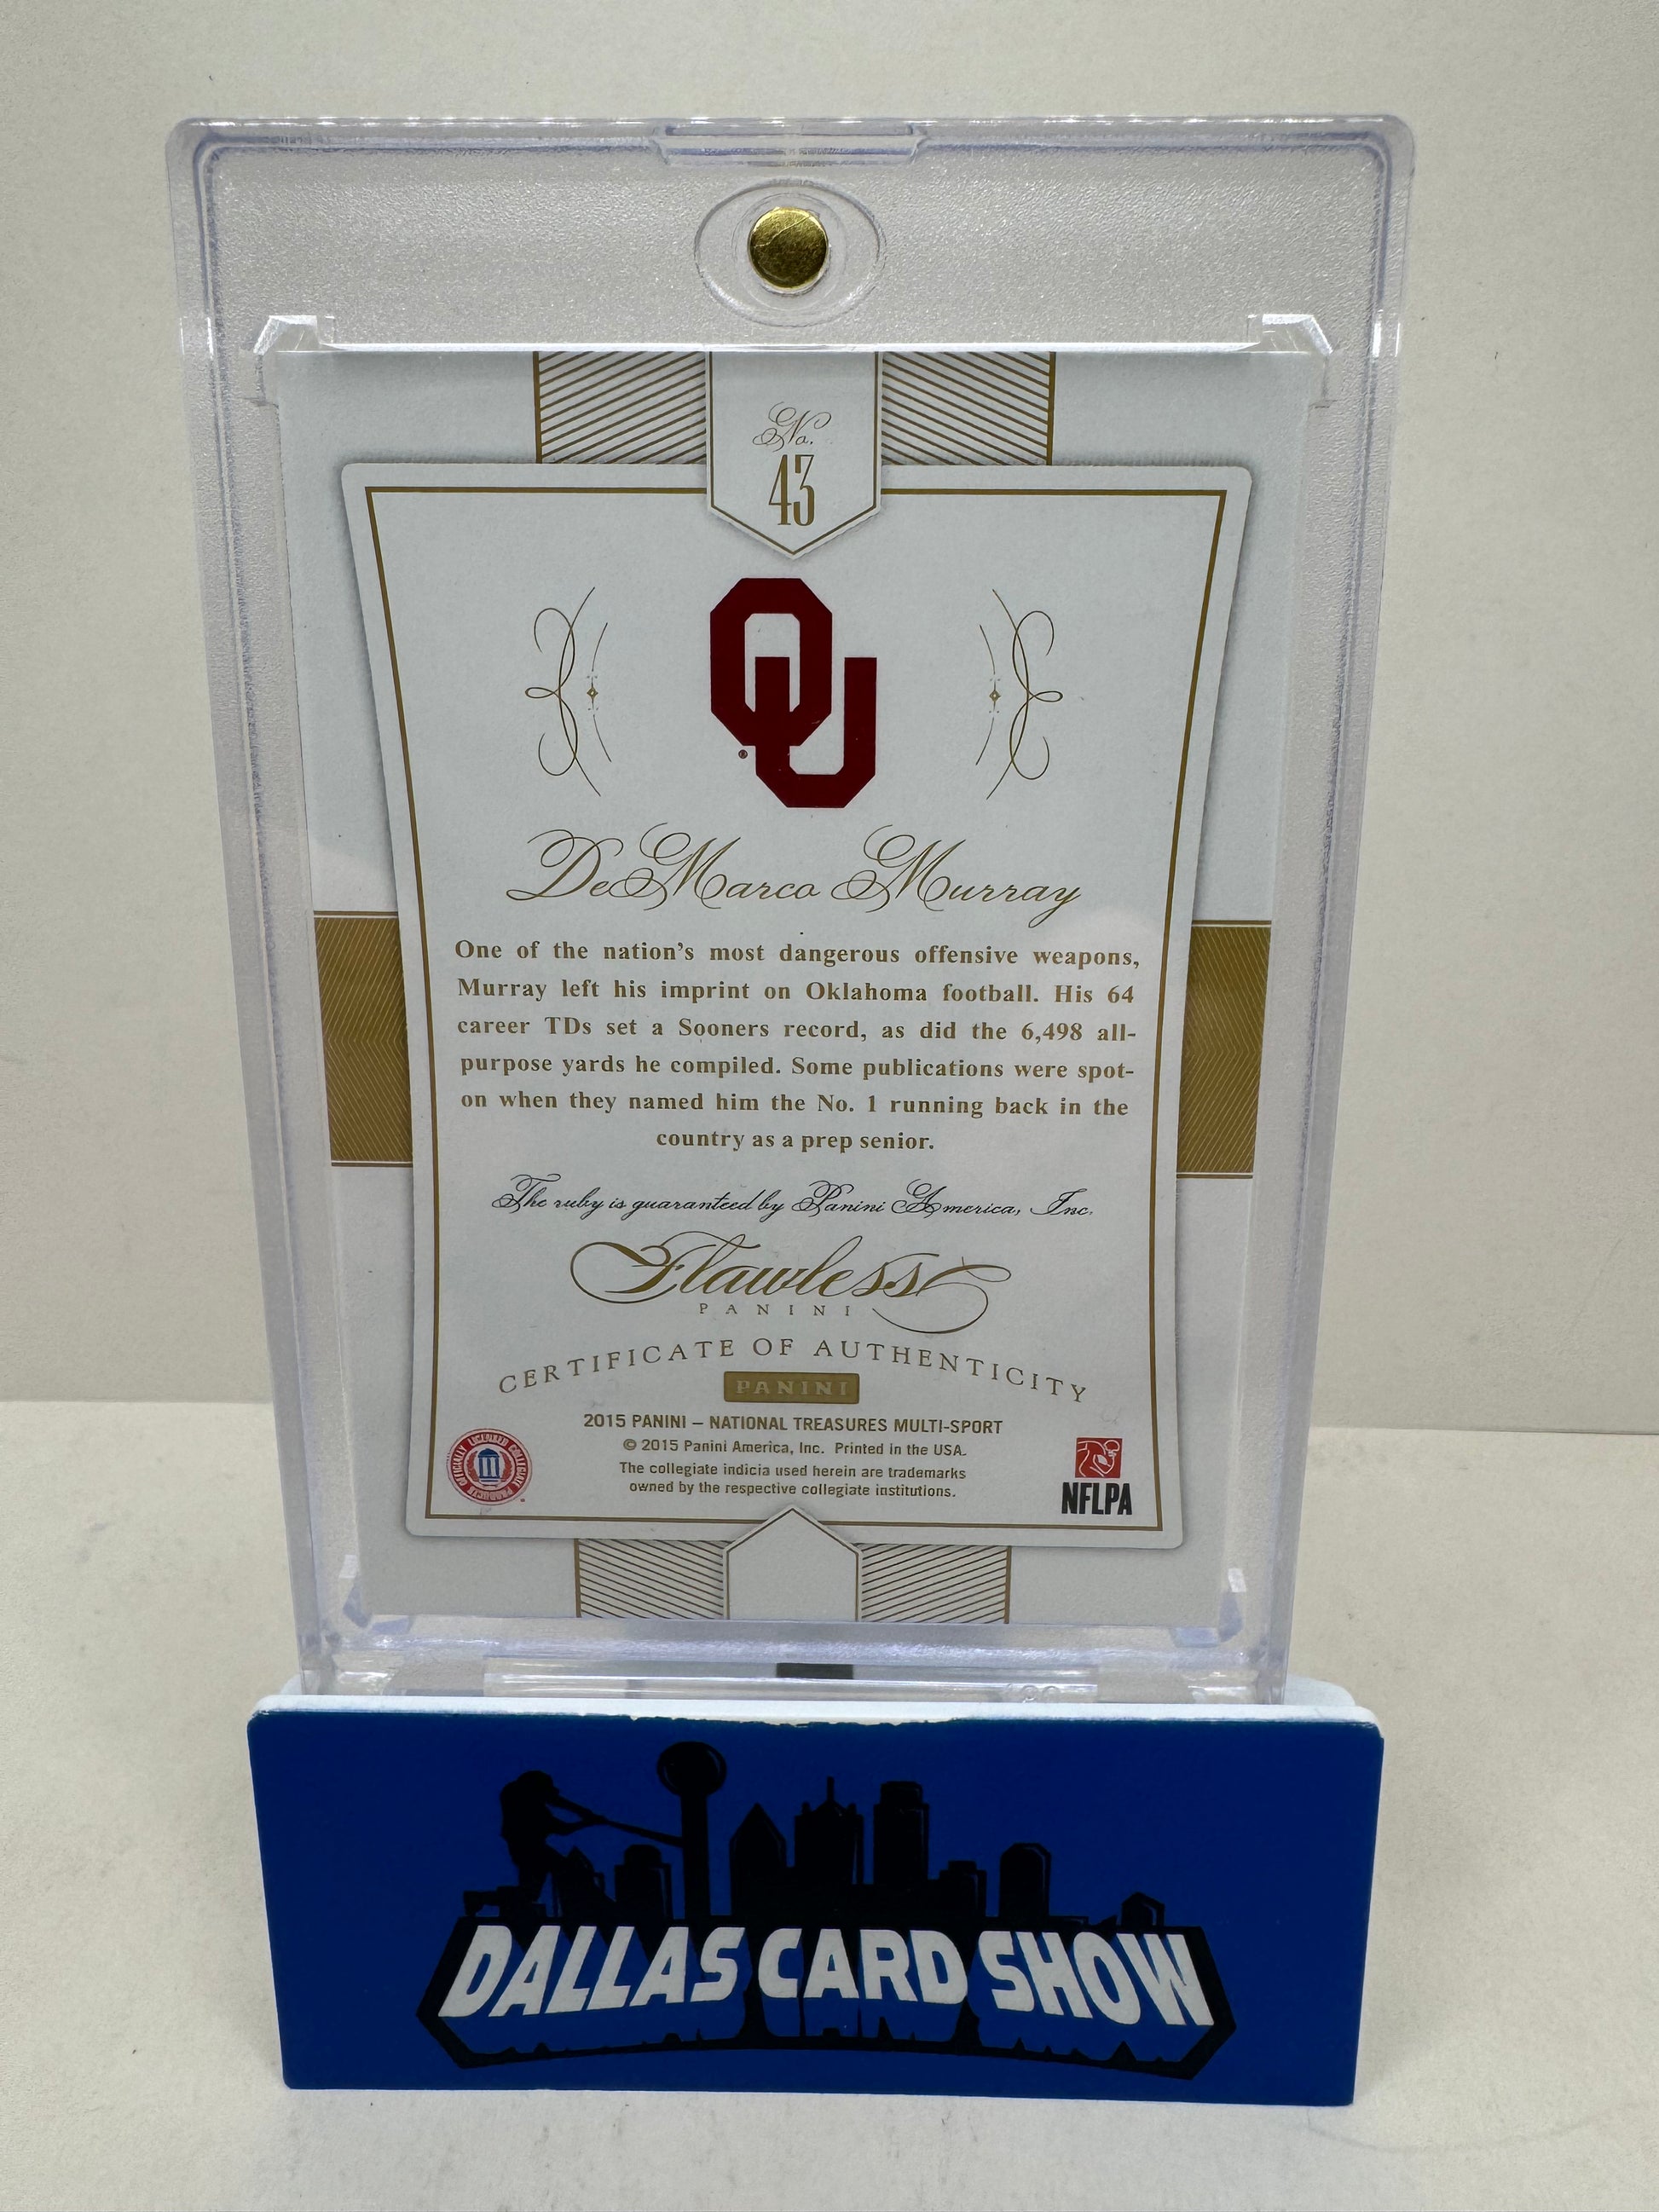 No.
43
OU
®
DeMarco Murray
One of the nation's most dangerous offensive weapons,
Murray left his imprint on Oklahoma football. His 64
career TDs set a Sooners record, as did the 6,498 all-
purpose yards he compiled. Some publications were spot-
on when they named him the No. 1 running back in the
country as a prep senior.
The ruby is guaranteed by Panini America, Inc.
Flawless
PANINI
CERTIFICATE OF AUTHENTICITY
PANINI
2015 PANINI – NATIONAL TREASURES MULTI-SPORT
© 2015 Panini America, Inc. Printed in the USA.
The collegiate indicia used herein are trademarks
owned by the respective collegiate institutions.
OFFICIALLY LICENSED COLLEGIATE PRODUCTS
NFLPA
DALLAS CARD SHOW